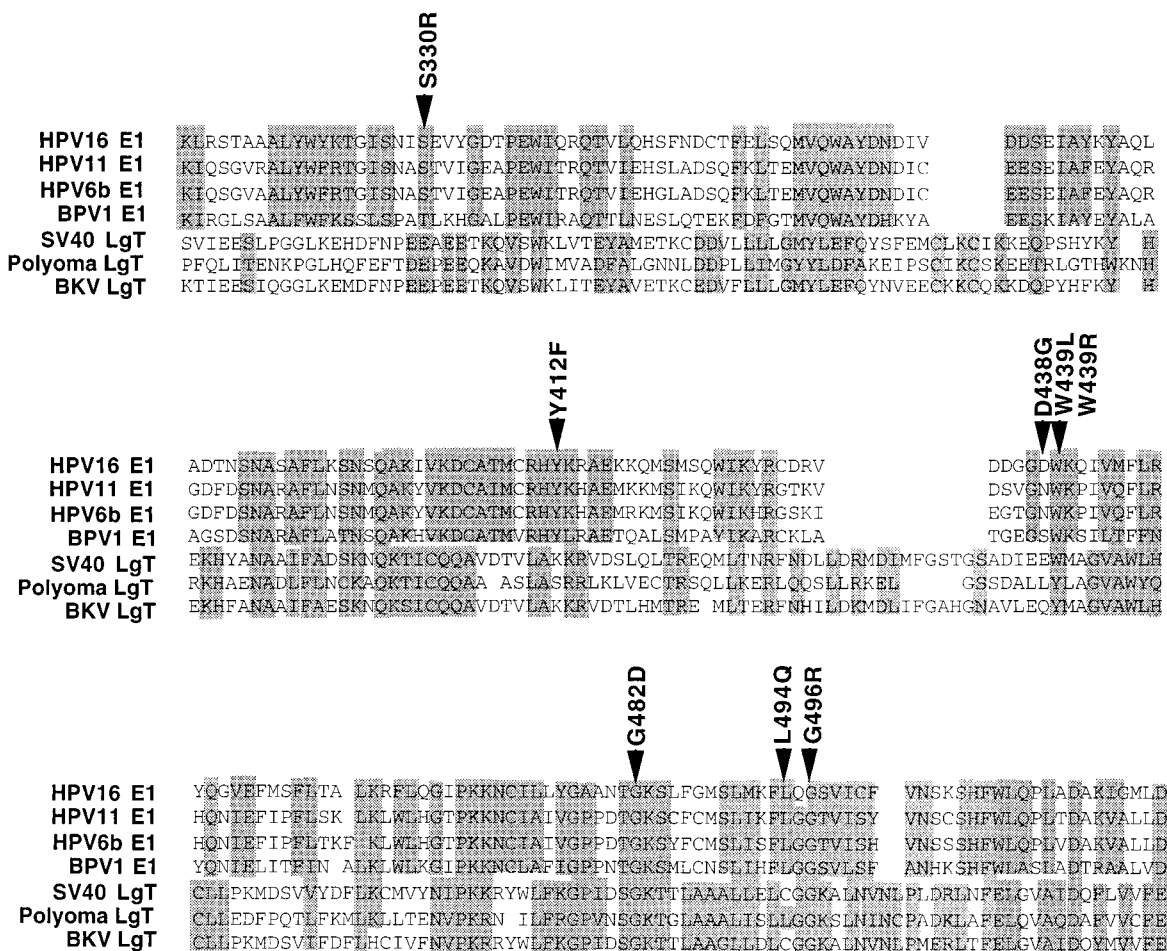 S330R
HPV16 E1 KLRSTAAALYWYKTGISNISEVYGDTPEWIQRQTVLQHSFNDCTFELSQMVQWAYDNDIV DDSEIAYKYAQL
HPV11 E1 KIQSGVRALYWFRTGISNASTVIGEAPEWITRQTVIEHSLADSQFKLTEMVQWAYDNDIC EESEIAFEYAQR
HPV6b E1 KIQSGVAALYWFRTGISNASTVIGEAPEWITRQTVIEHGLADSQFKLTEMVQWAYDNDIC EESEIAFEYAQR
BPV1 E1 KIRGLSAALFWFKSSLSPATLKHGALPEWIRAQTTLNESLQTEKFDFGTMVQWAYDHKYA EESKIAYEYALA
SV40 LgT SVIEESLPGGLKEHDFNPEEAEETKQVSWKLVTEYAMETKCDDVLLLLGMYLEFQYSFEMCLKCIKKEQPSHYKY H
Polyoma LgT PFQLITENKPGLHQFEFTDEPEEQKAVDWIMVADFALGNNLDDPLLIMGYYLDFAKEIPSCIKCSKEETRLGTHWKNH
BKV LgT KTIEESIQGGLKEMDFNPEEPEETKQVSWKLITEYAVETKCEDVFLLLGMYLEFQYNVEECKKCQKKDQPYHFKY H
Y412F
D438G
W439L
W439R
HPV16 E1 ADTNSNASAFLKSNSQAKIVKDCATMCRHYKRAEKKQMSMSQWIKYRCDRV DDGGDWKQIVMFLR
HPV11 E1 GDFDSNARAFLNSNMQAKYVKDCAIMCRHYKHAEMKKMSIKQWIKYRGTKV DSVGNWKPIVQFLR
HPV6b E1 GDFDSNARAFLNSNMQAKYVKDCATMCRHYKHAEMRKMSIKQWIKHRGSKI EGTGNWKPIVQFLR
BPV1 E1 AGSDSNARAFLATNSQAKHVKDCATMVRHYLRAETQALSMPAYIKARCKLA TGEGSWKSILTFFN
SV40 LgT EKHYANAAIFADSKNQKTICQQAVDTVLAKKRVDSLQLTREQMLTNRFNDLLDRMDIMFGSTGSADIEEWMAGVAWLH
Polyoma LgT RKHAENADLFLNCKAQKTICQQAA ASLASRRLKLVECTRSQLLKERLQQSLLRKEL GSSDALLYLAGVAWYQ
BKV LgT EKHFANAAIFAESKNQKSICQQAVDTVLAKKRVDTLHMTRE MLTERFNHILDKMDLIFGAHGNAVLEQYMAGVAWLH
G482D
L494Q
G496R
HPV16 E1 YQGVEFMSFLTA LKRFLQGIPKKNCILLYGAANTGKSLFGMSLMKFLQGSVICF VNSKSHFWLQPLADAKIGMLD
HPV11 E1 HQNIEFIPFLSK LKLWLHGTPKKNCIAIVGPPDTGKSCFCMSLIKFLGGTVISY VNSCSHFWLQPLTDAKVALLD
HPV6b E1 HQNIEFIPFLTKF KLWLHGTPKKNCIAIVGPPDTGKSYFCMSLISFLGGTVISH VNSSSHFWLQPLVDAKVALLD
BPV1 E1 YQNIELITFIN ALKLWLKGIPKKNCLAFIGPPNTGKSMLCNSLIHFLGGSVLSF ANHKSHFWLASLADTRAALVD
SV40 LgT CLLPKMDSVVYDFLKCMVYNIPKKRYWLFKGPIDSGKTTLAAALLELCGGKALNVNLPLDRLNFELGVAIDQFLVVFE
Polyoma LgT CLLEDFPQTLFKMLKLLTENVPKRN ILFRGPVNSGKTGLAAALISLLGGKSLNINCPADKLAFELQVAQDAFVVCFE
BKV LgT CLLPKMDSVIFDFLHCIVFNVPKRRYWLFKGPIDSGKTTLAAGLLDLCGGKALNVNLPMERLTFELGVAIDQYMVVFE